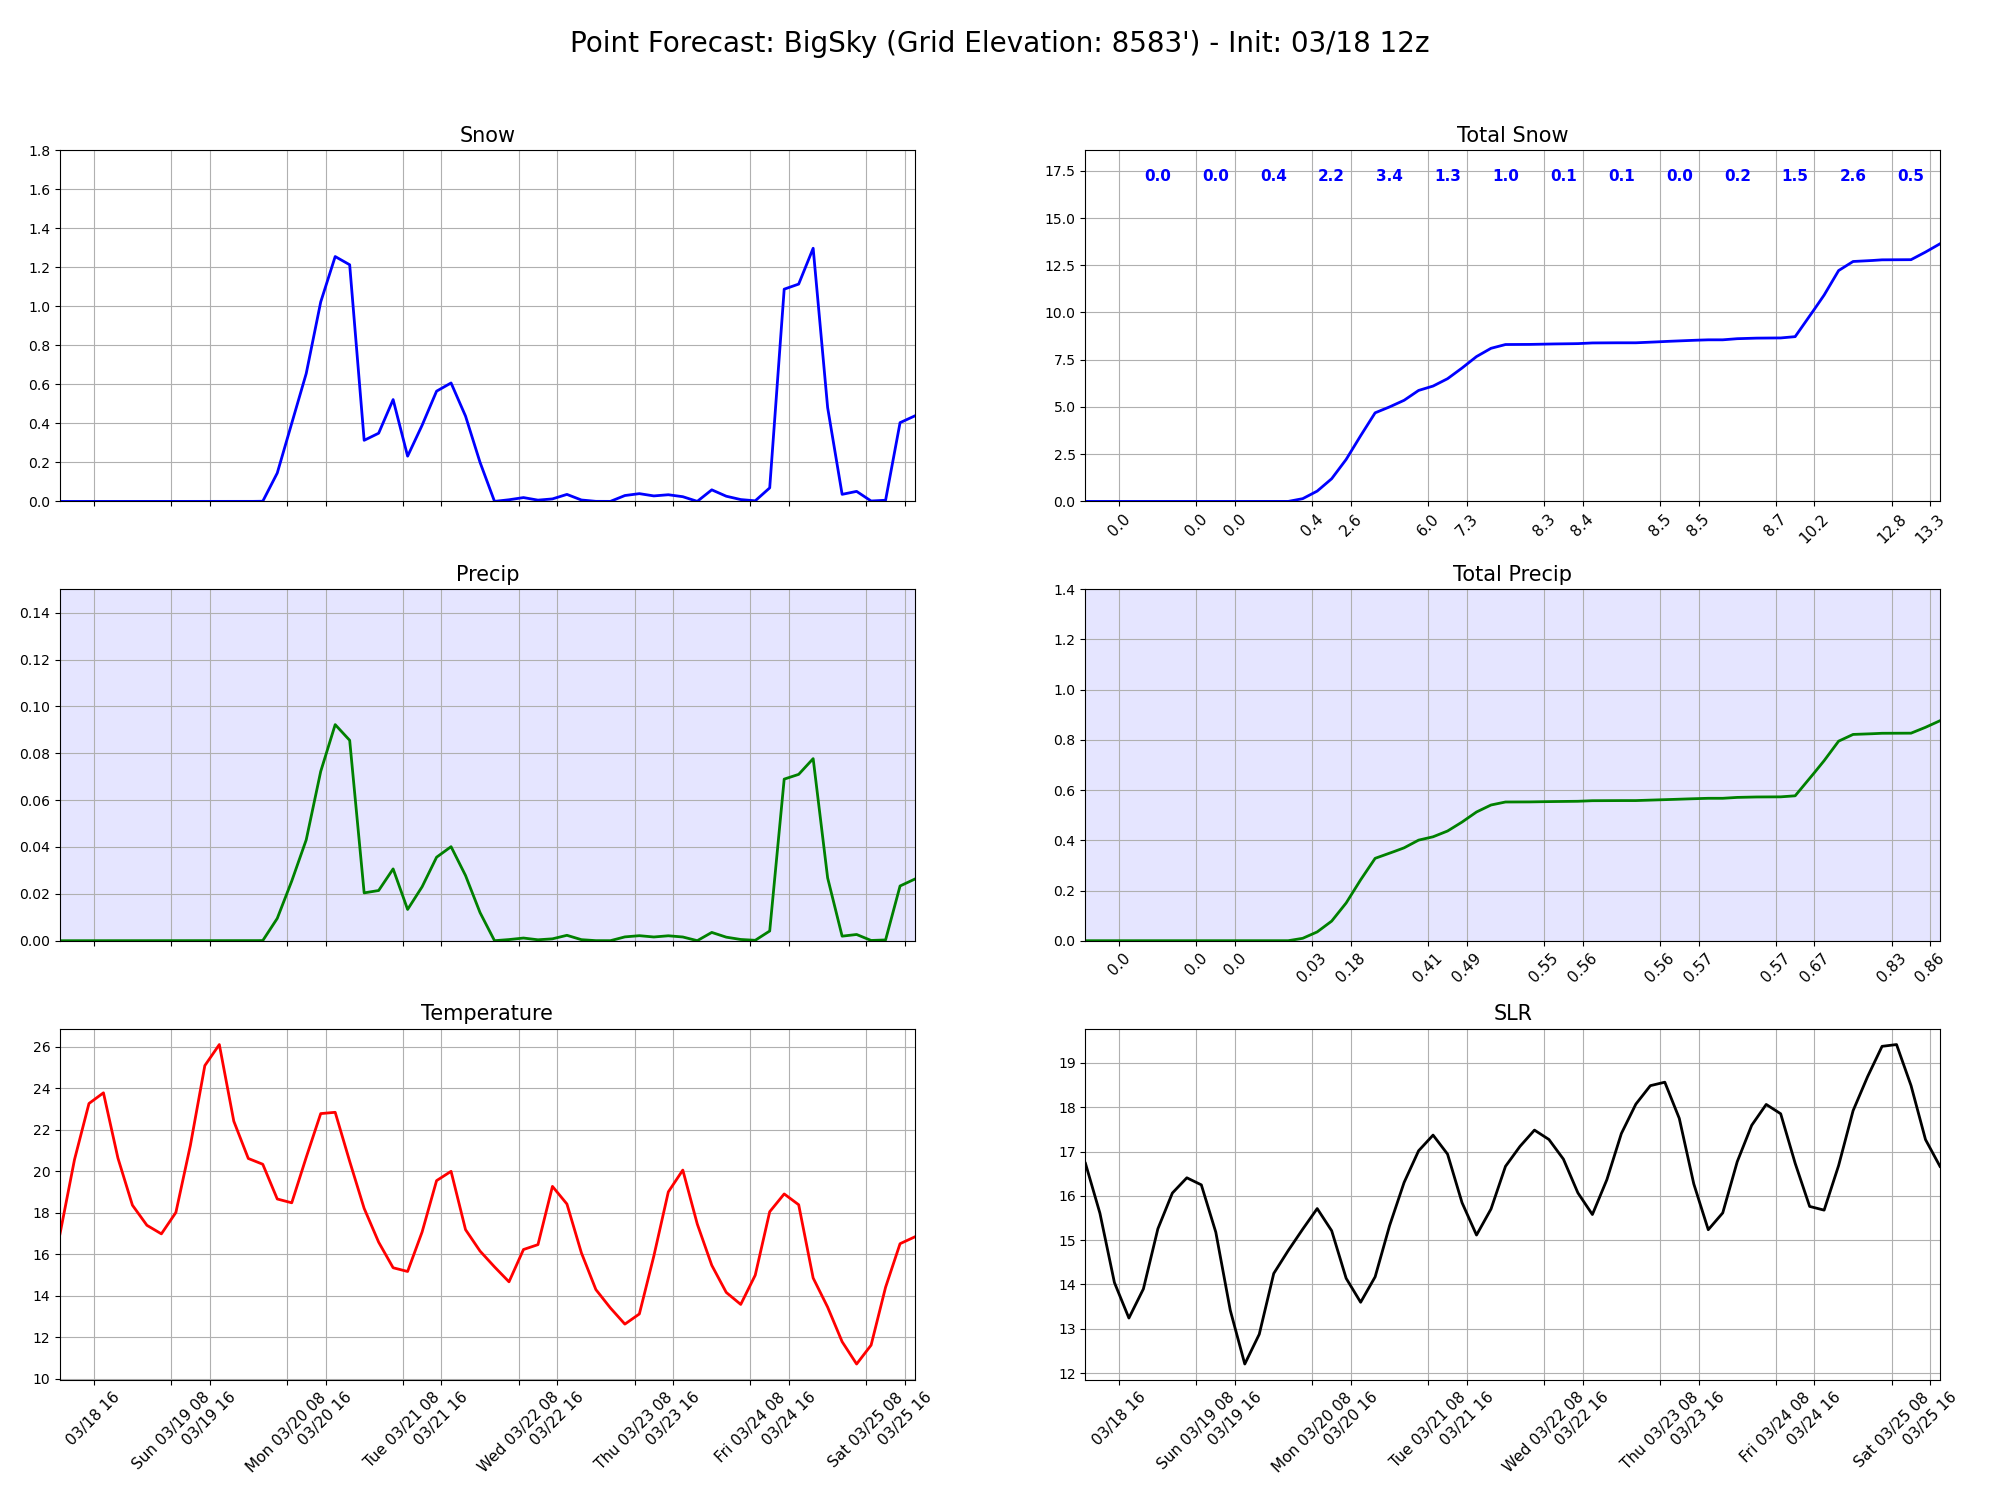 Point Forecast: BigSky (Grid Elevation: 8583') - Init: 03/18 12z
Snow
1.8
1.6
1.4
1.2
1.0
0.8
0.6
0.4
0.2
0.0
Total Snow
17.5
15.0
12.5
10.0
7.5
5.0
2.5
0.0
0.0 0.0 0.4 2.2 3.4 1.3 1.0 0.1 0.1 0.0 0.2 1.5 2.6 0.5
0.0 0.0 0.0 0.4 2.6 6.0 7.3 8.3 8.4 8.5 8.5 8.7 10.2 12.8 13.3
Precip
0.14
0.12
0.10
0.08
0.06
0.04
0.02
0.00
Total Precip
1.4
1.2
1.0
0.8
0.6
0.4
0.2
0.0
0.0 0.0 0.0 0.03 0.18 0.41 0.49 0.55 0.56 0.56 0.57 0.57 0.67 0.83 0.86
Temperature
26
24
22
20
18
16
14
12
10
03/18 16
Sun 03/19 08
03/19 16
Mon 03/20 08
03/20 16
Tue 03/21 08
03/21 16
Wed 03/22 08
03/22 16
Thu 03/23 08
03/23 16
Fri 03/24 08
03/24 16
Sat 03/25 08
03/25 16
SLR
19
18
17
16
15
14
13
12
03/18 16
Sun 03/19 08
03/19 16
Mon 03/20 08
03/20 16
Tue 03/21 08
03/21 16
Wed 03/22 08
03/22 16
Thu 03/23 08
03/23 16
Fri 03/24 08
03/24 16
Sat 03/25 08
03/25 16